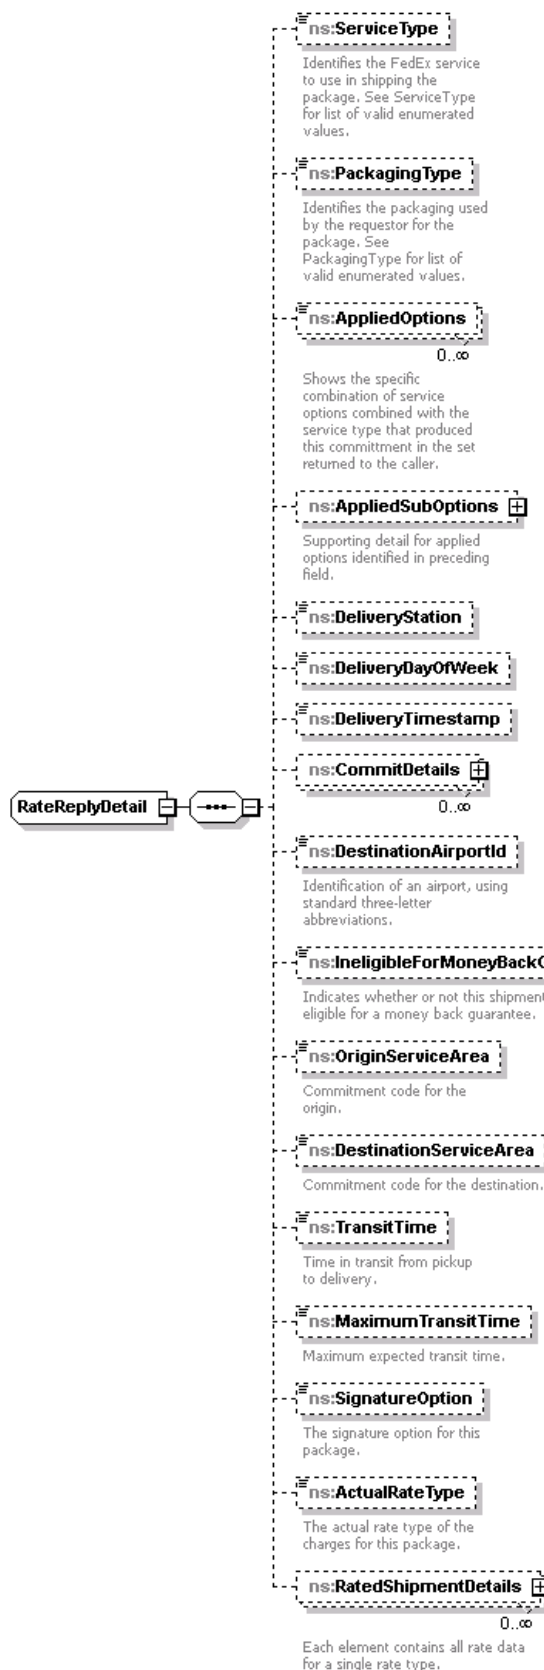 ns:ServiceType
Identifies the FedEx service
to use in shipping the
package. See ServiceType
for list of valid enumerated
values.
ns:PackagingType
Identifies the packaging used
by the requestor for the
package. See
PackagingType for list of
valid enumerated values.
ns:AppliedOptions
0..∞
Shows the specific
combination of service
options combined with the
service type that produced
this committment in the set
returned to the caller.
ns:AppliedSubOptions
Supporting detail for applied
options identified in preceding
field.
ns:DeliveryStation
ns:DeliveryDayOfWeek
ns:DeliveryTimestamp
ns:CommitDetails
0..∞
RateReplyDetail
ns:DestinationAirportId
Identification of an airport, using
standard three-letter
abbreviations.
ns:IneligibleForMoneyBack
Indicates whether or not this shipment
eligible for a money back guarantee.
ns:OriginServiceArea
Commitment code for the
origin.
ns:DestinationServiceArea
Commitment code for the destination.
ns:TransitTime
Time in transit from pickup
to delivery.
ns:MaximumTransitTime
Maximum expected transit time.
ns:SignatureOption
The signature option for this
package.
ns:ActualRateType
The actual rate type of the
charges for this package.
ns:RatedShipmentDetails
0..∞
Each element contains all rate data
for a single rate type.